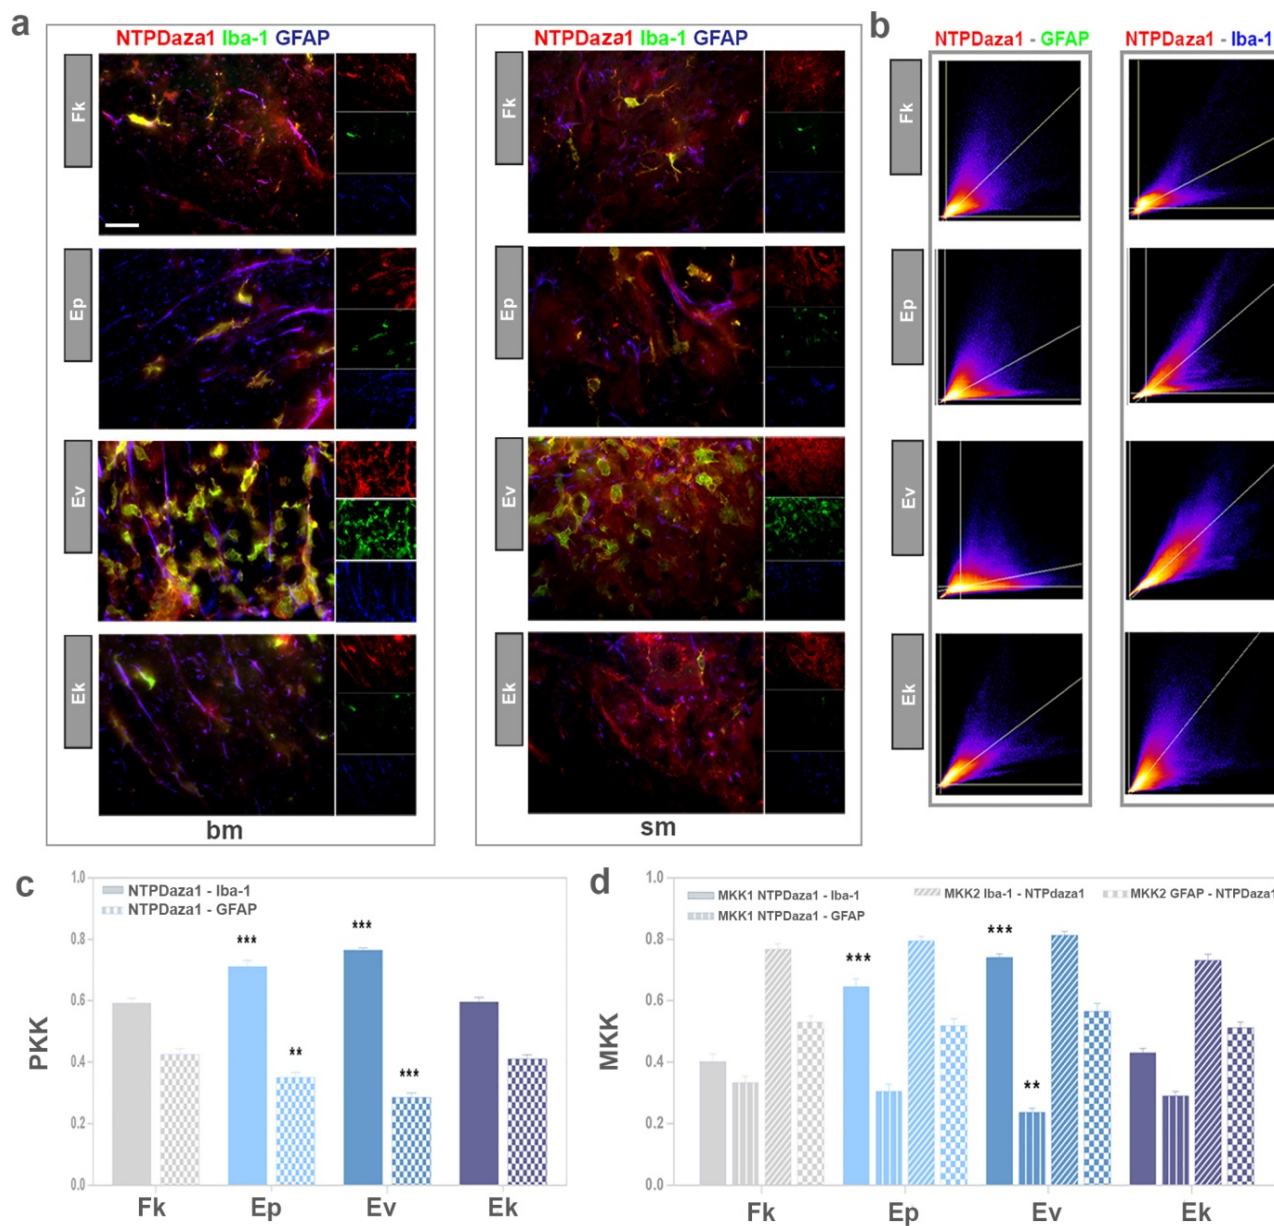 a
NTPDaza1 Iba-1 GFAP
Fk
Ep
Ev
Ek
bm
NTPDaza1 Iba-1 GFAP
Fk
Ep
Ev
Ek
sm
b
NTPDaza1 - GFAP
NTPDaza1 - Iba-1
Fk
Ep
Ev
Ek
c
NTPDaza1 - Iba-1
NTPDaza1 - GFAP
PKK
1.0
0.8
0.6
0.4
0.2
0.0
***
**
***
***
Fk
Ep
Ev
Ek
d
MKK1 NTPDaza1 - Iba-1
MKK1 NTPDaza1 - GFAP
MKK2 Iba-1 - NTPdaza1
MKK2 GFAP - NTPDaza1
MKK
1.0
0.8
0.6
0.4
0.2
0.0
***
***
**
Fk
Ep
Ev
Ek